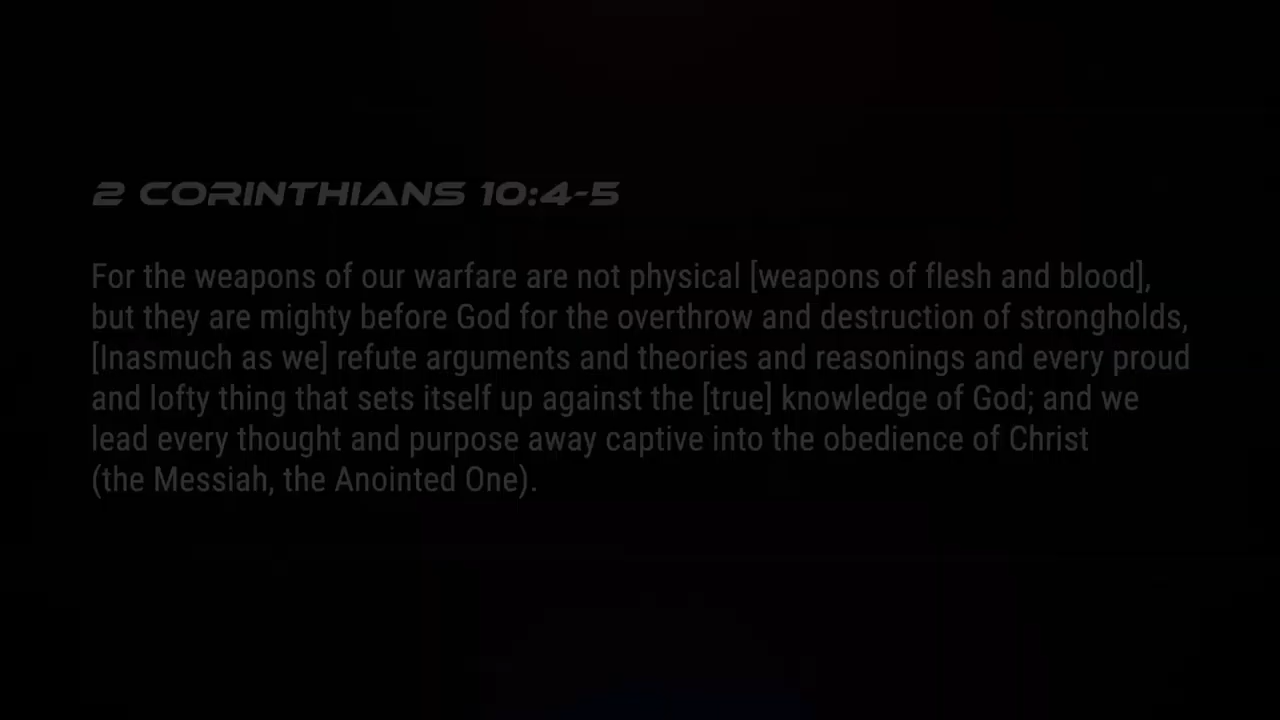 2 CORINTHIANS 10:4-5
For the weapons of our warfare are not physical [weapons of flesh and blood],
but they are mighty before God for the overthrow and destruction of strongholds,
[Inasmuch as we] refute arguments and theories and reasonings and every proud
and lofty thing that sets itself up against the [true] knowledge of God; and we
lead every thought and purpose away captive into the obedience of Christ
(the Messiah, the Anointed One).